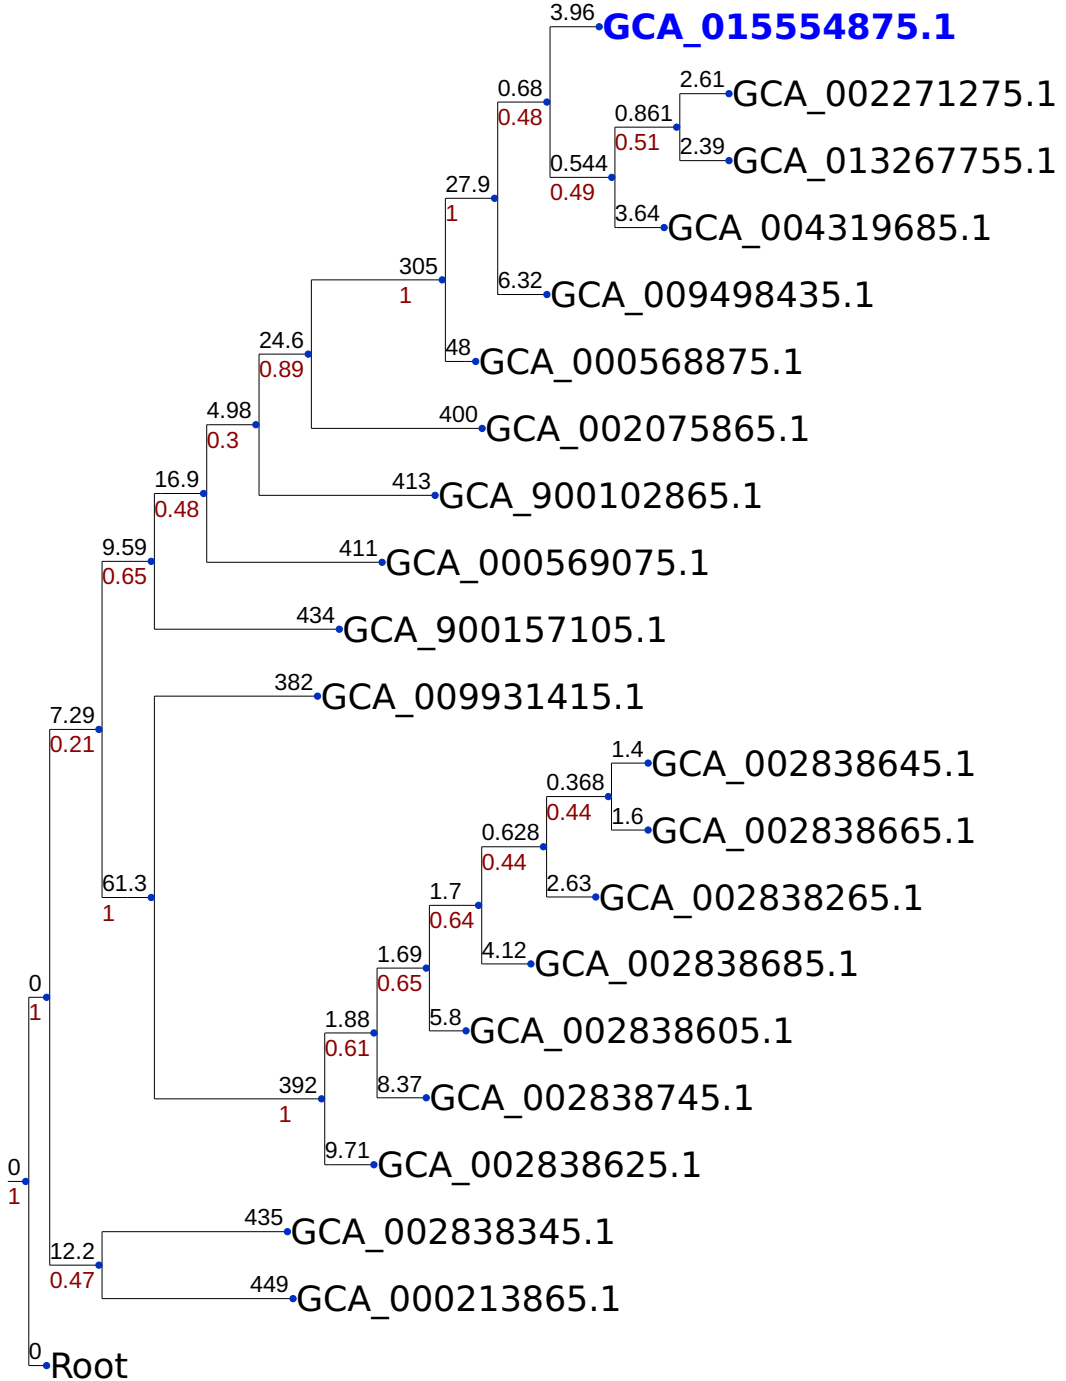 3.96 GCA_015554875.1
2.61 GCA_002271275.1
0.68
0.48
0.861
0.51
2.39 GCA_013267755.1
0.544
0.49
27.9
1
3.64 GCA_004319685.1
305
1
6.32 GCA_009498435.1
24.6
0.89
48 GCA_000568875.1
4.98
0.3
400 GCA_002075865.1
16.9
0.48
413 GCA_900102865.1
9.59
0.65
411 GCA_000569075.1
434 GCA_900157105.1
382 GCA_009931415.1
7.29
0.21
1.4 GCA_002838645.1
0.368
0.44
1.6 GCA_002838665.1
0.628
0.44
61.3
1
2.63 GCA_002838265.1
1.7
0.64
4.12 GCA_002838685.1
1.69
0.65
0
1
5.8 GCA_002838605.1
1.88
0.61
392
1
8.37 GCA_002838745.1
9.71 GCA_002838625.1
0
1
435 GCA_002838345.1
12.2
0.47
449 GCA_000213865.1
0 Root